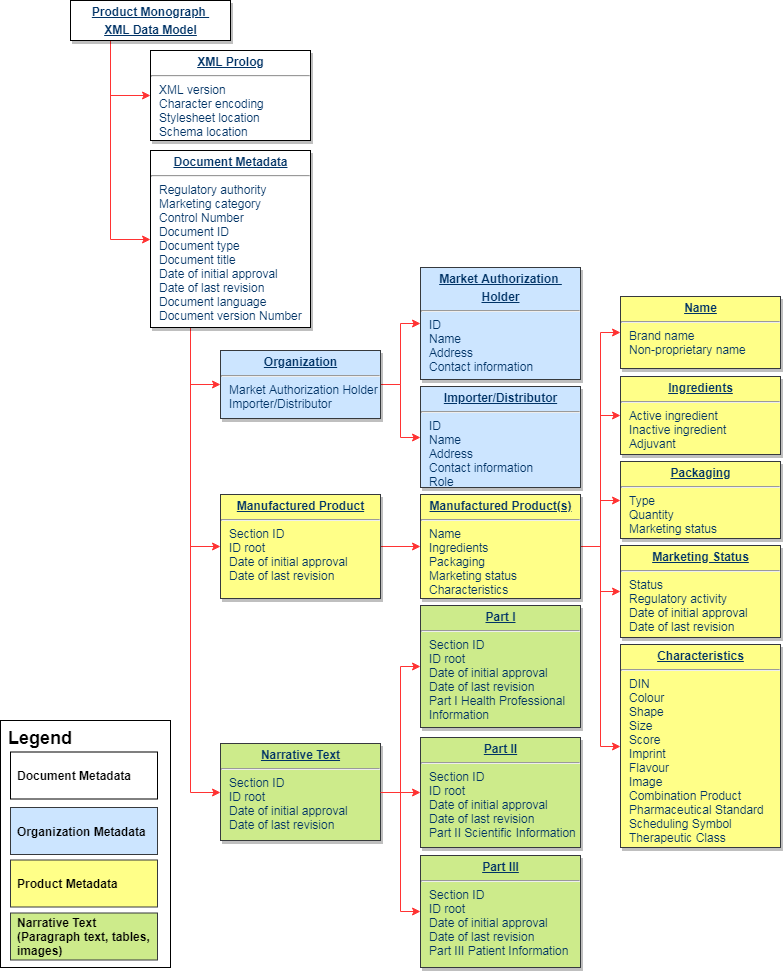 Product Monograph
XML Data Model
XML Prolog
XML version
Character encoding
Stylesheet location
Schema location
Document Metadata
Regulatory authority
Marketing category
Control Number
Document ID
Document type
Document title
Date of initial approval
Date of last revision
Document language
Document version Number
Organization
Market Authorization Holder
Importer/Distributor
Market Authorization
Holder
ID
Name
Address
Contact information
Importer/Distributor
ID
Name
Address
Contact information
Role
Manufactured Product
Section ID
ID root
Date of initial approval
Date of last revision
Manufactured Product(s)
Name
Ingredients
Packaging
Marketing status
Characteristics
Name
Brand name
Non-proprietary name
Ingredients
Active ingredient
Inactive ingredient
Adjuvant
Packaging
Type
Quantity
Marketing status
Marketing Status
Status
Regulatory activity
Date of initial approval
Date of last revision
Characteristics
DIN
Colour
Shape
Size
Score
Imprint
Flavour
Image
Combination Product
Pharmaceutical Standard
Scheduling Symbol
Therapeutic Class
Narrative Text
Section ID
ID root
Date of initial approval
Date of last revision
Part I
Section ID
ID root
Date of initial approval
Date of last revision
Part I Health Professional
Information
Part II
Section ID
ID root
Date of initial approval
Date of last revision
Part II Scientific Information
Part III
Section ID
ID root
Date of initial approval
Date of last revision
Part III Patient Information
Legend
Document Metadata
Organization Metadata
Product Metadata
Narrative Text
(Paragraph text, tables,
images)